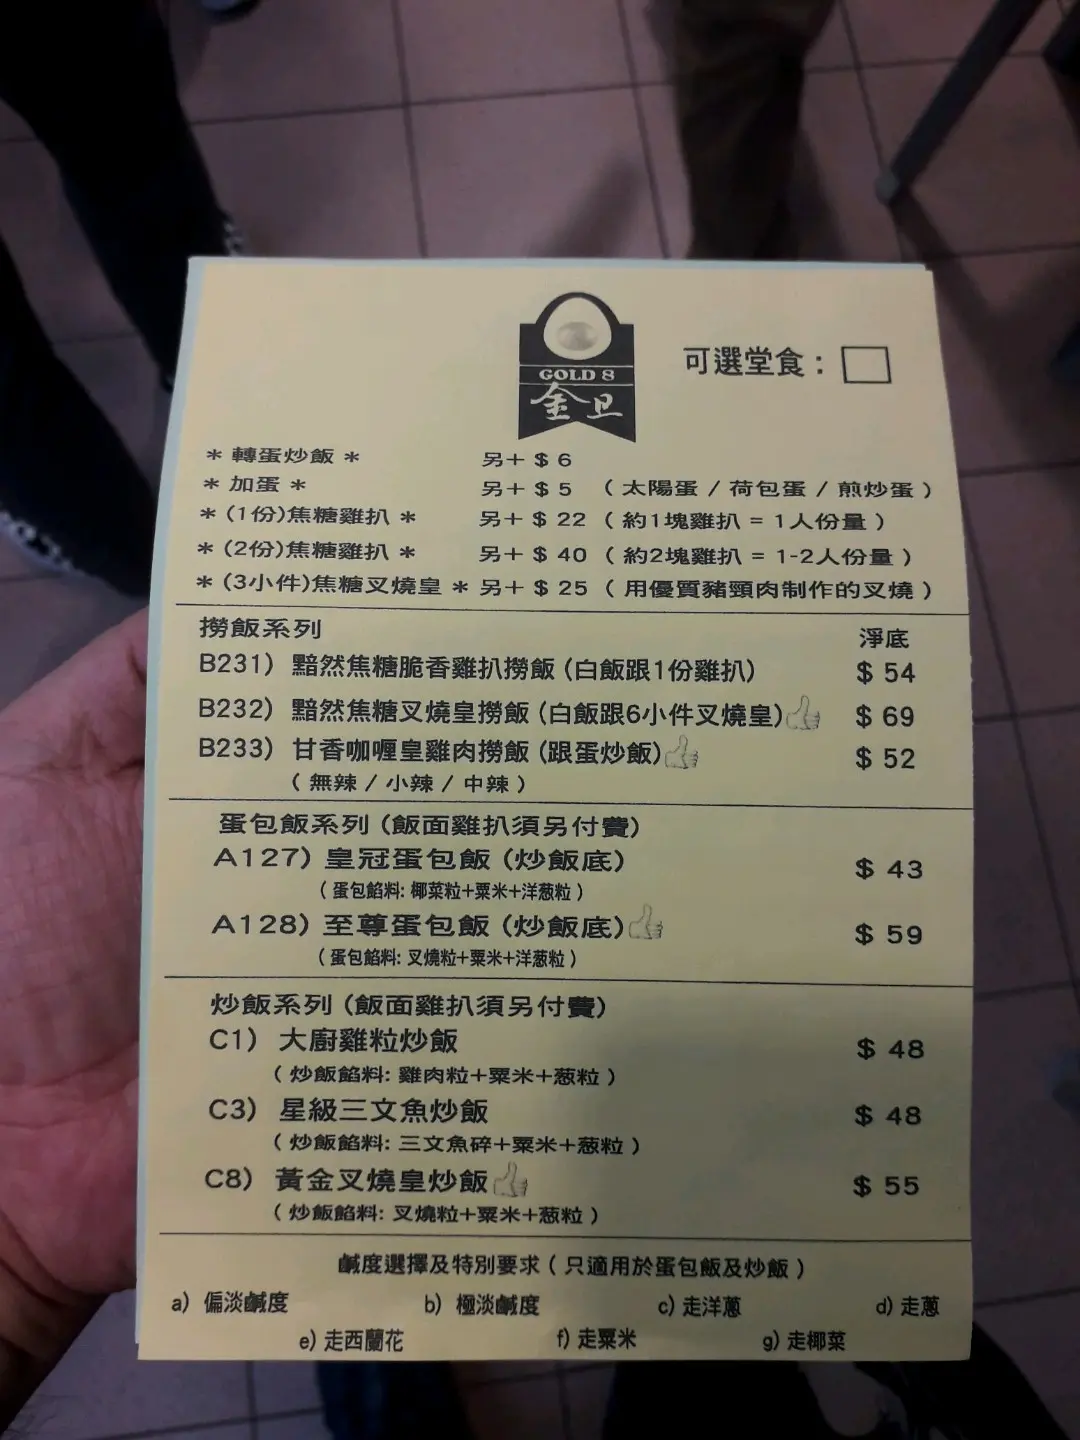 GOLD 8
金旦
可選堂食：
* 轉蛋炒飯 * 另+ $ 6
* 加蛋 * 另+ $ 5 ( 太陽蛋 / 荷包蛋 / 煎炒蛋 )
* (1份)焦糖雞扒 * 另+ $ 22 ( 約1塊雞扒 = 1人份量 )
* (2份)焦糖雞扒 * 另+ $ 40 ( 約2塊雞扒 = 1-2人份量 )
* (3小件)焦糖叉燒皇 * 另+ $ 25 ( 用優質豬頸肉制作的叉燒 )
撈飯系列 淨底
B231) 黯然焦糖脆香雞扒撈飯 (白飯跟1份雞扒) $ 54
B232) 黯然焦糖叉燒皇撈飯 (白飯跟6小件叉燒皇) $ 69
B233) 甘香咖喱皇雞肉撈飯 (跟蛋炒飯) $ 52
( 無辣 / 小辣 / 中辣 )
蛋包飯系列 (飯面雞扒須另付費)
A127) 皇冠蛋包飯 (炒飯底) $ 43
( 蛋包餡料: 椰菜粒+粟米+洋葱粒 )
A128) 至尊蛋包飯 (炒飯底) $ 59
( 蛋包餡料: 叉燒粒+粟米+洋葱粒 )
炒飯系列 (飯面雞扒須另付費)
C1) 大廚雞粒炒飯 $ 48
( 炒飯餡料: 雞肉粒+粟米+葱粒 )
C3) 星級三文魚炒飯 $ 48
( 炒飯餡料: 三文魚碎+粟米+葱粒 )
C8) 黃金叉燒皇炒飯 $ 55
( 炒飯餡料: 叉燒粒+粟米+葱粒 )
鹹度選擇及特別要求 ( 只適用於蛋包飯及炒飯 )
a) 偏淡鹹度 b) 極淡鹹度 c) 走洋蔥 d) 走蔥
e) 走西蘭花 f) 走粟米 g) 走椰菜